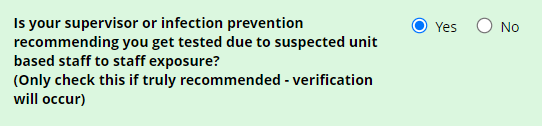 Is your supervisor or infection prevention
recommending you get tested due to suspected unit
based staff to staff exposure?
(Only check this if truly recommended - verification
will occur)
Yes No